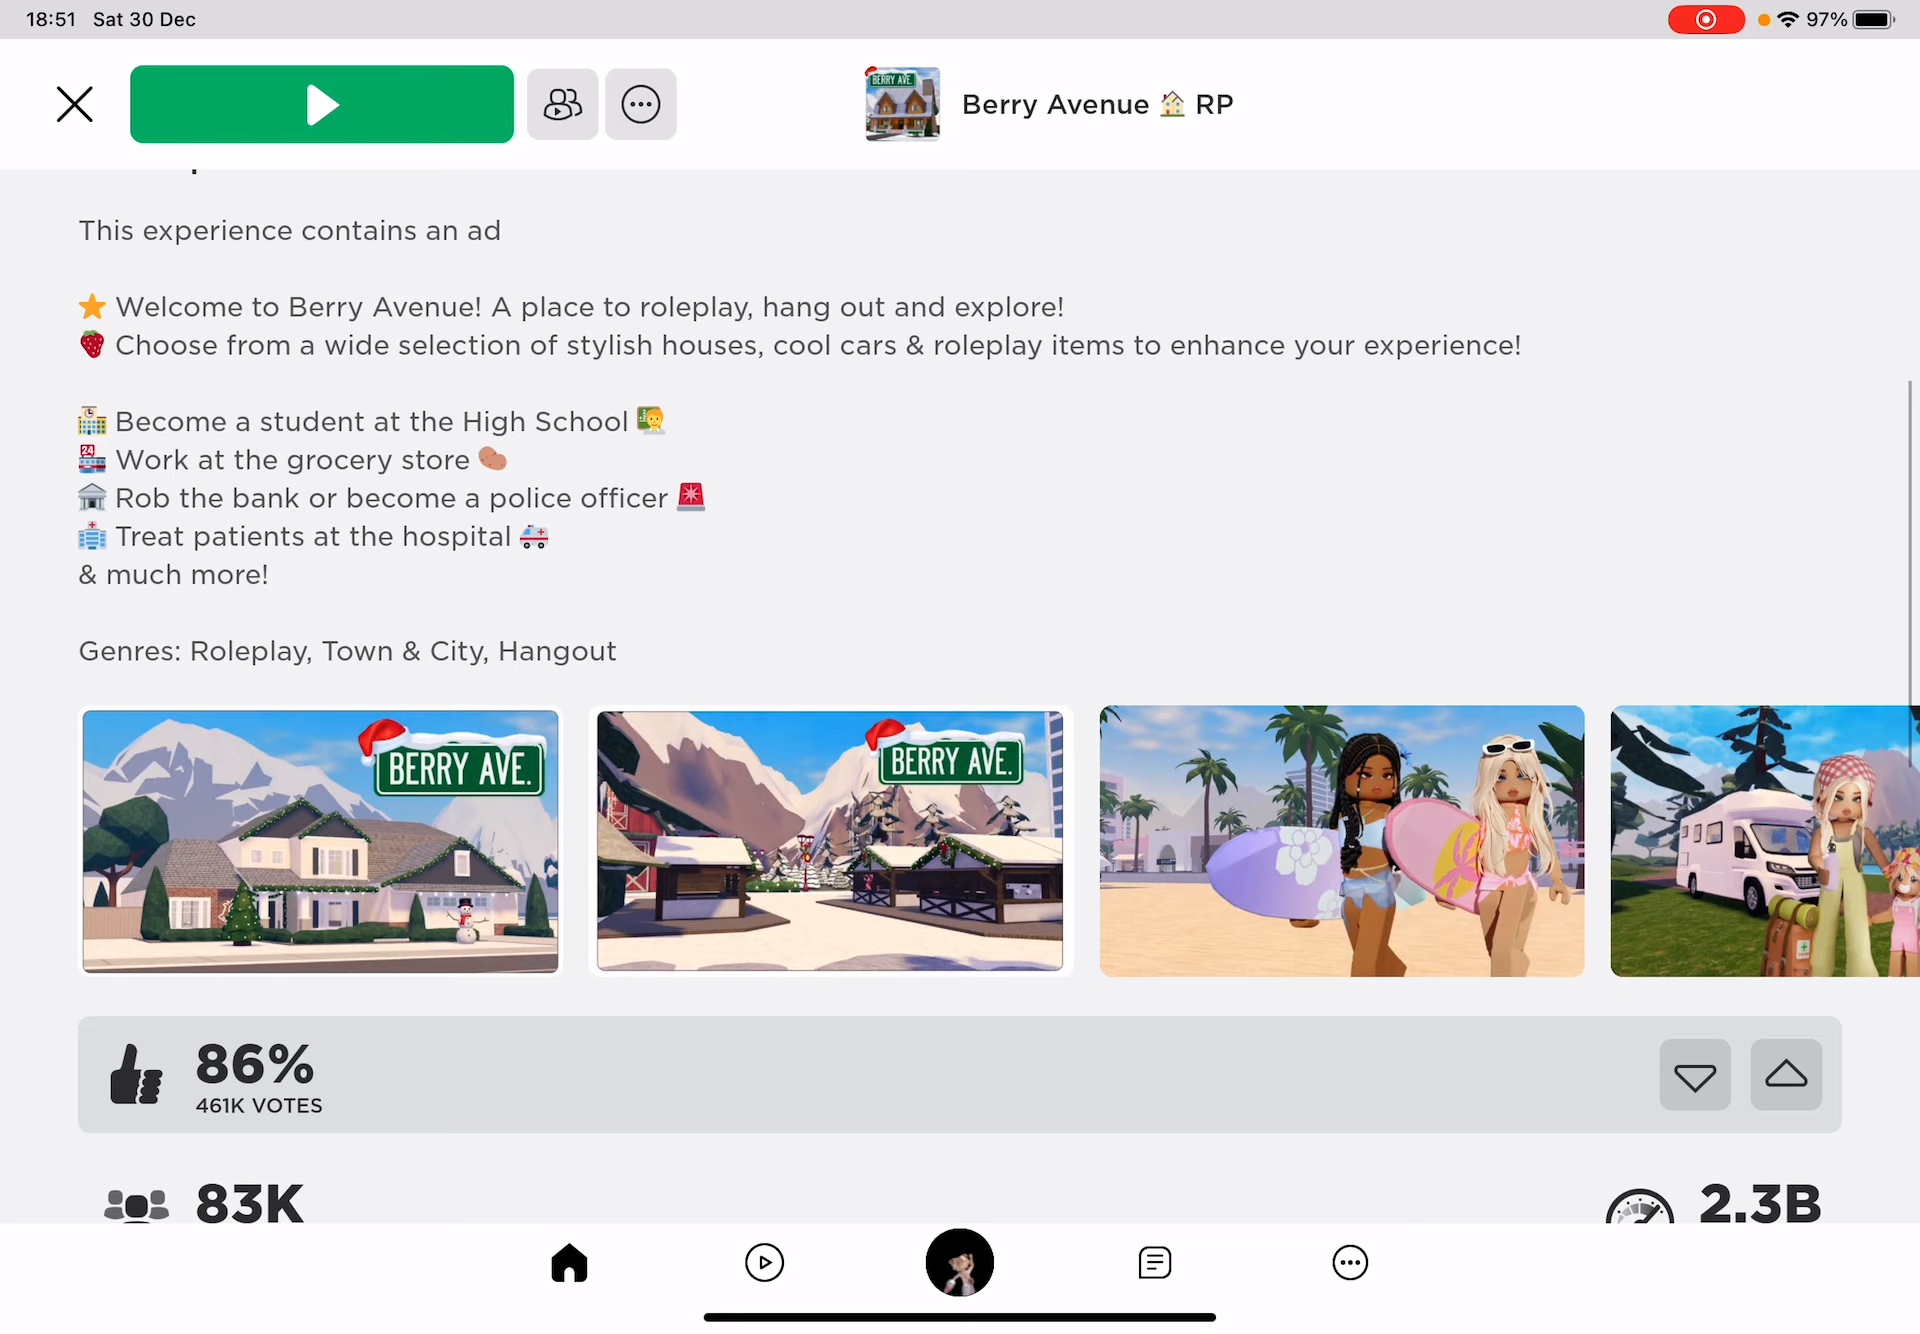 18:51 Sat 30 Dec
97%
BERRY AVE.
Berry Avenue 🏠 RP
This experience contains an ad
⭐ Welcome to Berry Avenue! A place to roleplay, hang out and explore!
🍓 Choose from a wide selection of stylish houses, cool cars & roleplay items to enhance your experience!
🏫 Become a student at the High School 🧑‍🏫
🏪 Work at the grocery store 🥔
🏛️ Rob the bank or become a police officer 🚨
🏥 Treat patients at the hospital 🚑
& much more!
Genres: Roleplay, Town & City, Hangout
BERRY AVE.
BERRY AVE.
86%
461K VOTES
83K
2.3B